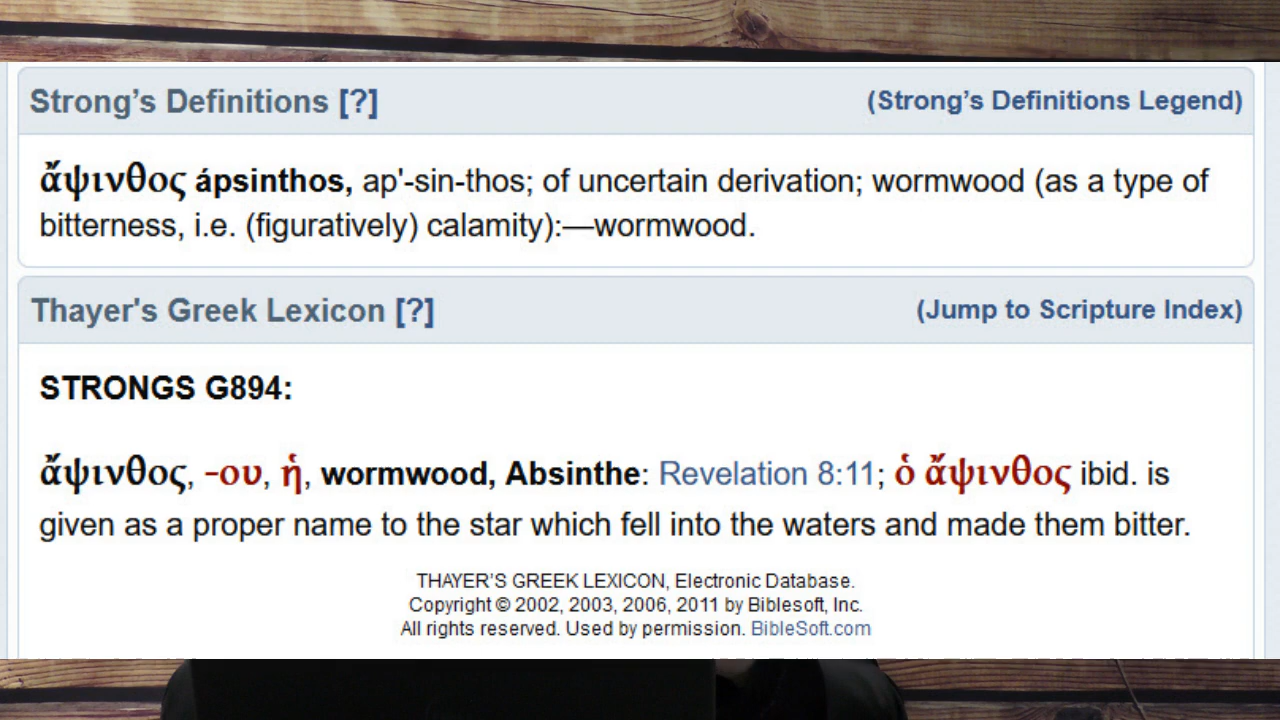 Strong’s Definitions [?] (Strong’s Definitions Legend)
ἄψινθος ápsinthos, ap'-sin-thos; of uncertain derivation; wormwood (as a type of
bitterness, i.e. (figuratively) calamity):—wormwood.
Thayer's Greek Lexicon [?] (Jump to Scripture Index)
STRONGS G894:
ἄψινθος, -ου, ἡ, wormwood, Absinthe: Revelation 8:11; ὁ ἄψινθος ibid. is
given as a proper name to the star which fell into the waters and made them bitter.
THAYER’S GREEK LEXICON, Electronic Database.
Copyright © 2002, 2003, 2006, 2011 by Biblesoft, Inc.
All rights reserved. Used by permission. BibleSoft.com